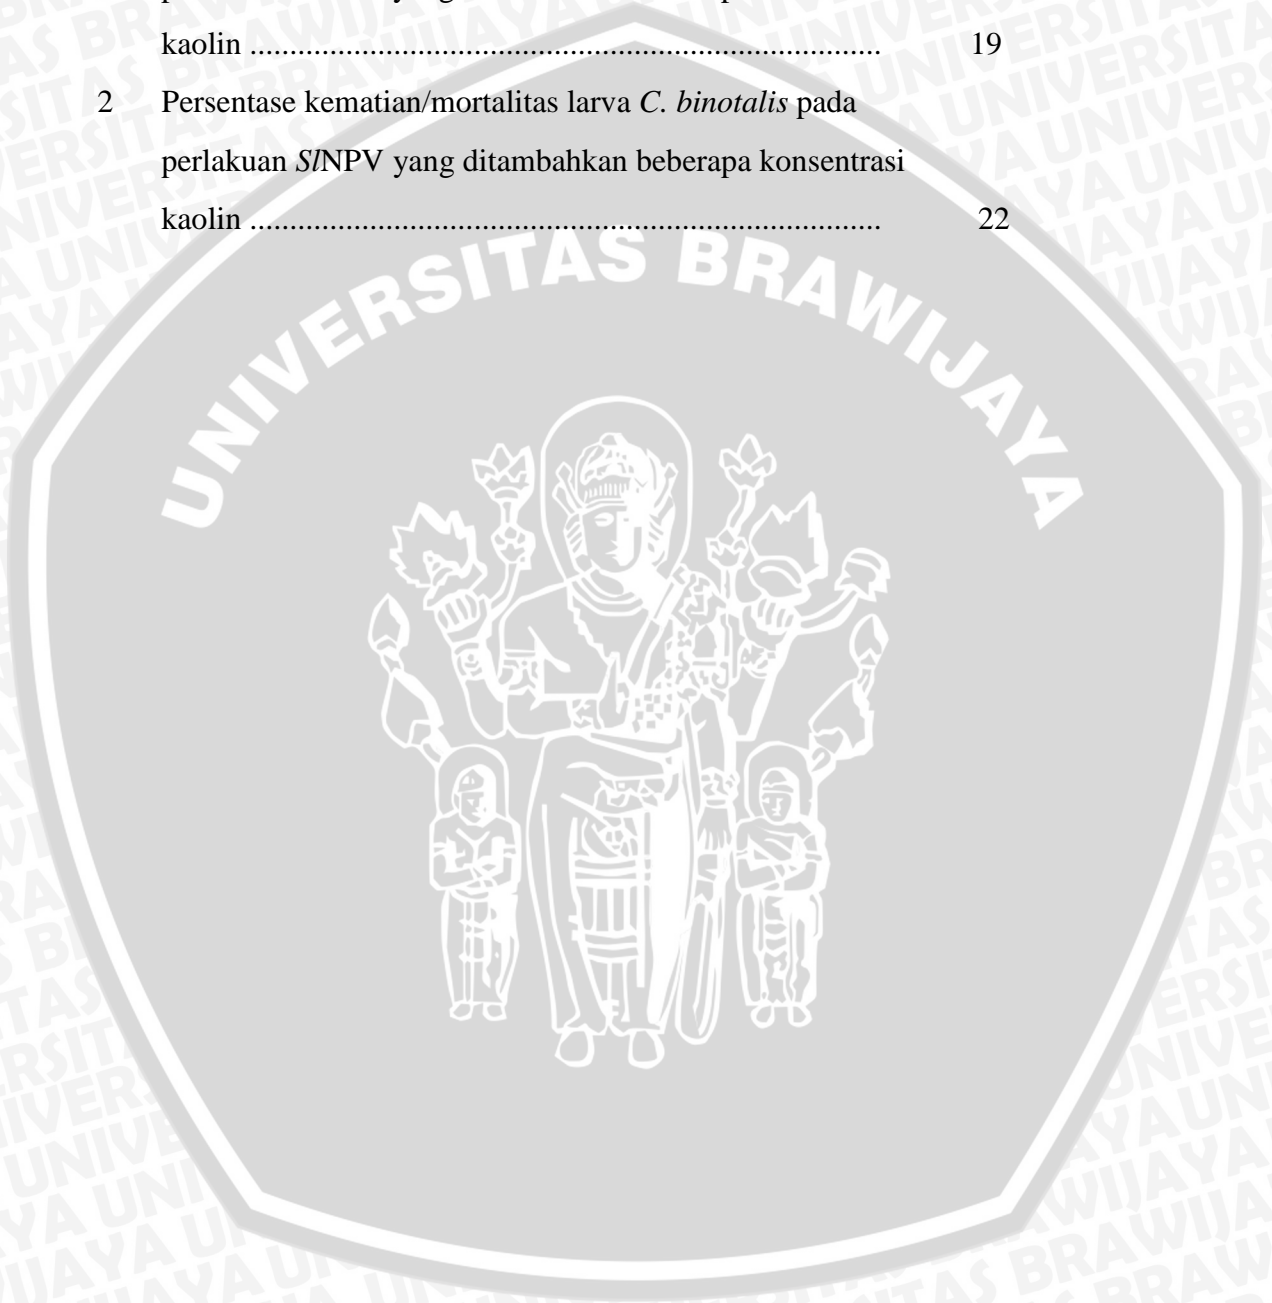 kaolin ............................................................................... 19
2 Persentase kematian/mortalitas larva C. binotalis pada
perlakuan SlNPV yang ditambahkan beberapa konsentrasi
kaolin ............................................................................... 22
UNIVERSITAS BRAWIJAYA